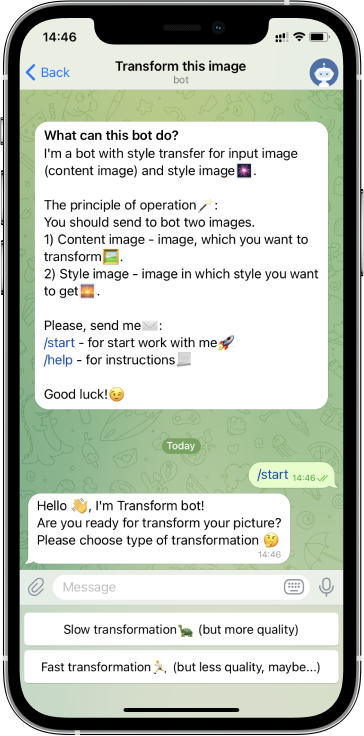 14:46
Back
Transform this image
bot
What can this bot do?
I'm a bot with style transfer for input image
(content image) and style image🎆.
The principle of operation🪄:
You should send to bot two images.
1) Content image - image, which you want to
transform🖼️.
2) Style image - image in which style you want
to get🌇.
Please, send me✉️:
/start - for start work with me🚀
/help - for instructions📃
Good luck!😉
Today
/start 14:46
Hello 👋, I'm Transform bot!
Are you ready for transform your picture?
Please choose type of transformation 🤔
14:46
Message
Slow transformation🐢 (but more quality)
Fast transformation🏃 (but less quality, maybe...)